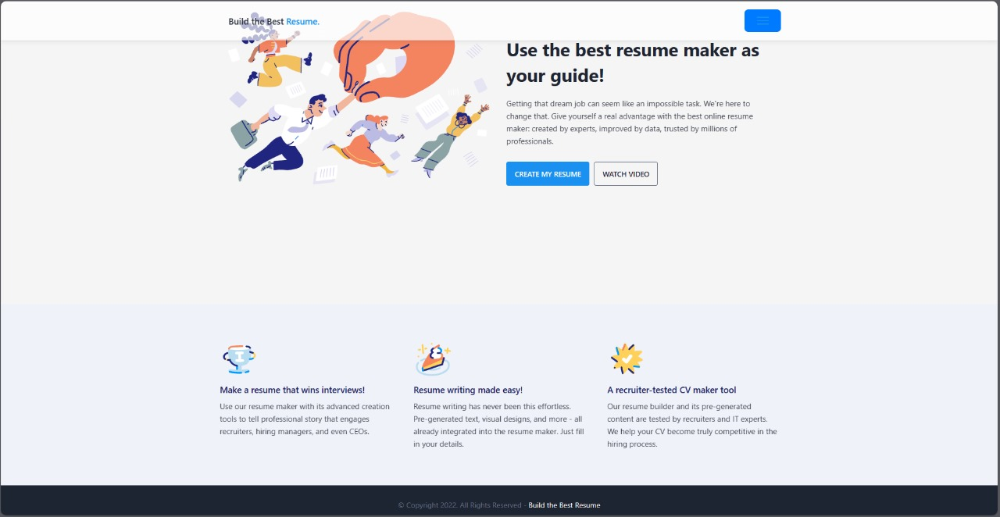 Build the Best Resume.
Use the best resume maker as
your guide!
Getting that dream job can seem like an impossible task. We're here to
change that. Give yourself a real advantage with the best online resume
maker: created by experts, improved by data, trusted by millions of
professionals.
CREATE MY RESUME
WATCH VIDEO
Make a resume that wins interviews!
Use our resume maker with its advanced creation
tools to tell professional story that engages
recruiters, hiring managers, and even CEOs.
Resume writing made easy!
Resume writing has never been this effortless.
Pre-generated text, visual designs, and more - all
already integrated into the resume maker. Just fill
in your details.
A recruiter-tested CV maker tool
Our resume builder and its pre-generated
content are tested by recruiters and IT experts.
We help your CV become truly competitive in the
hiring process.
© Copyright 2022. All Rights Reserved - Build the Best Resume